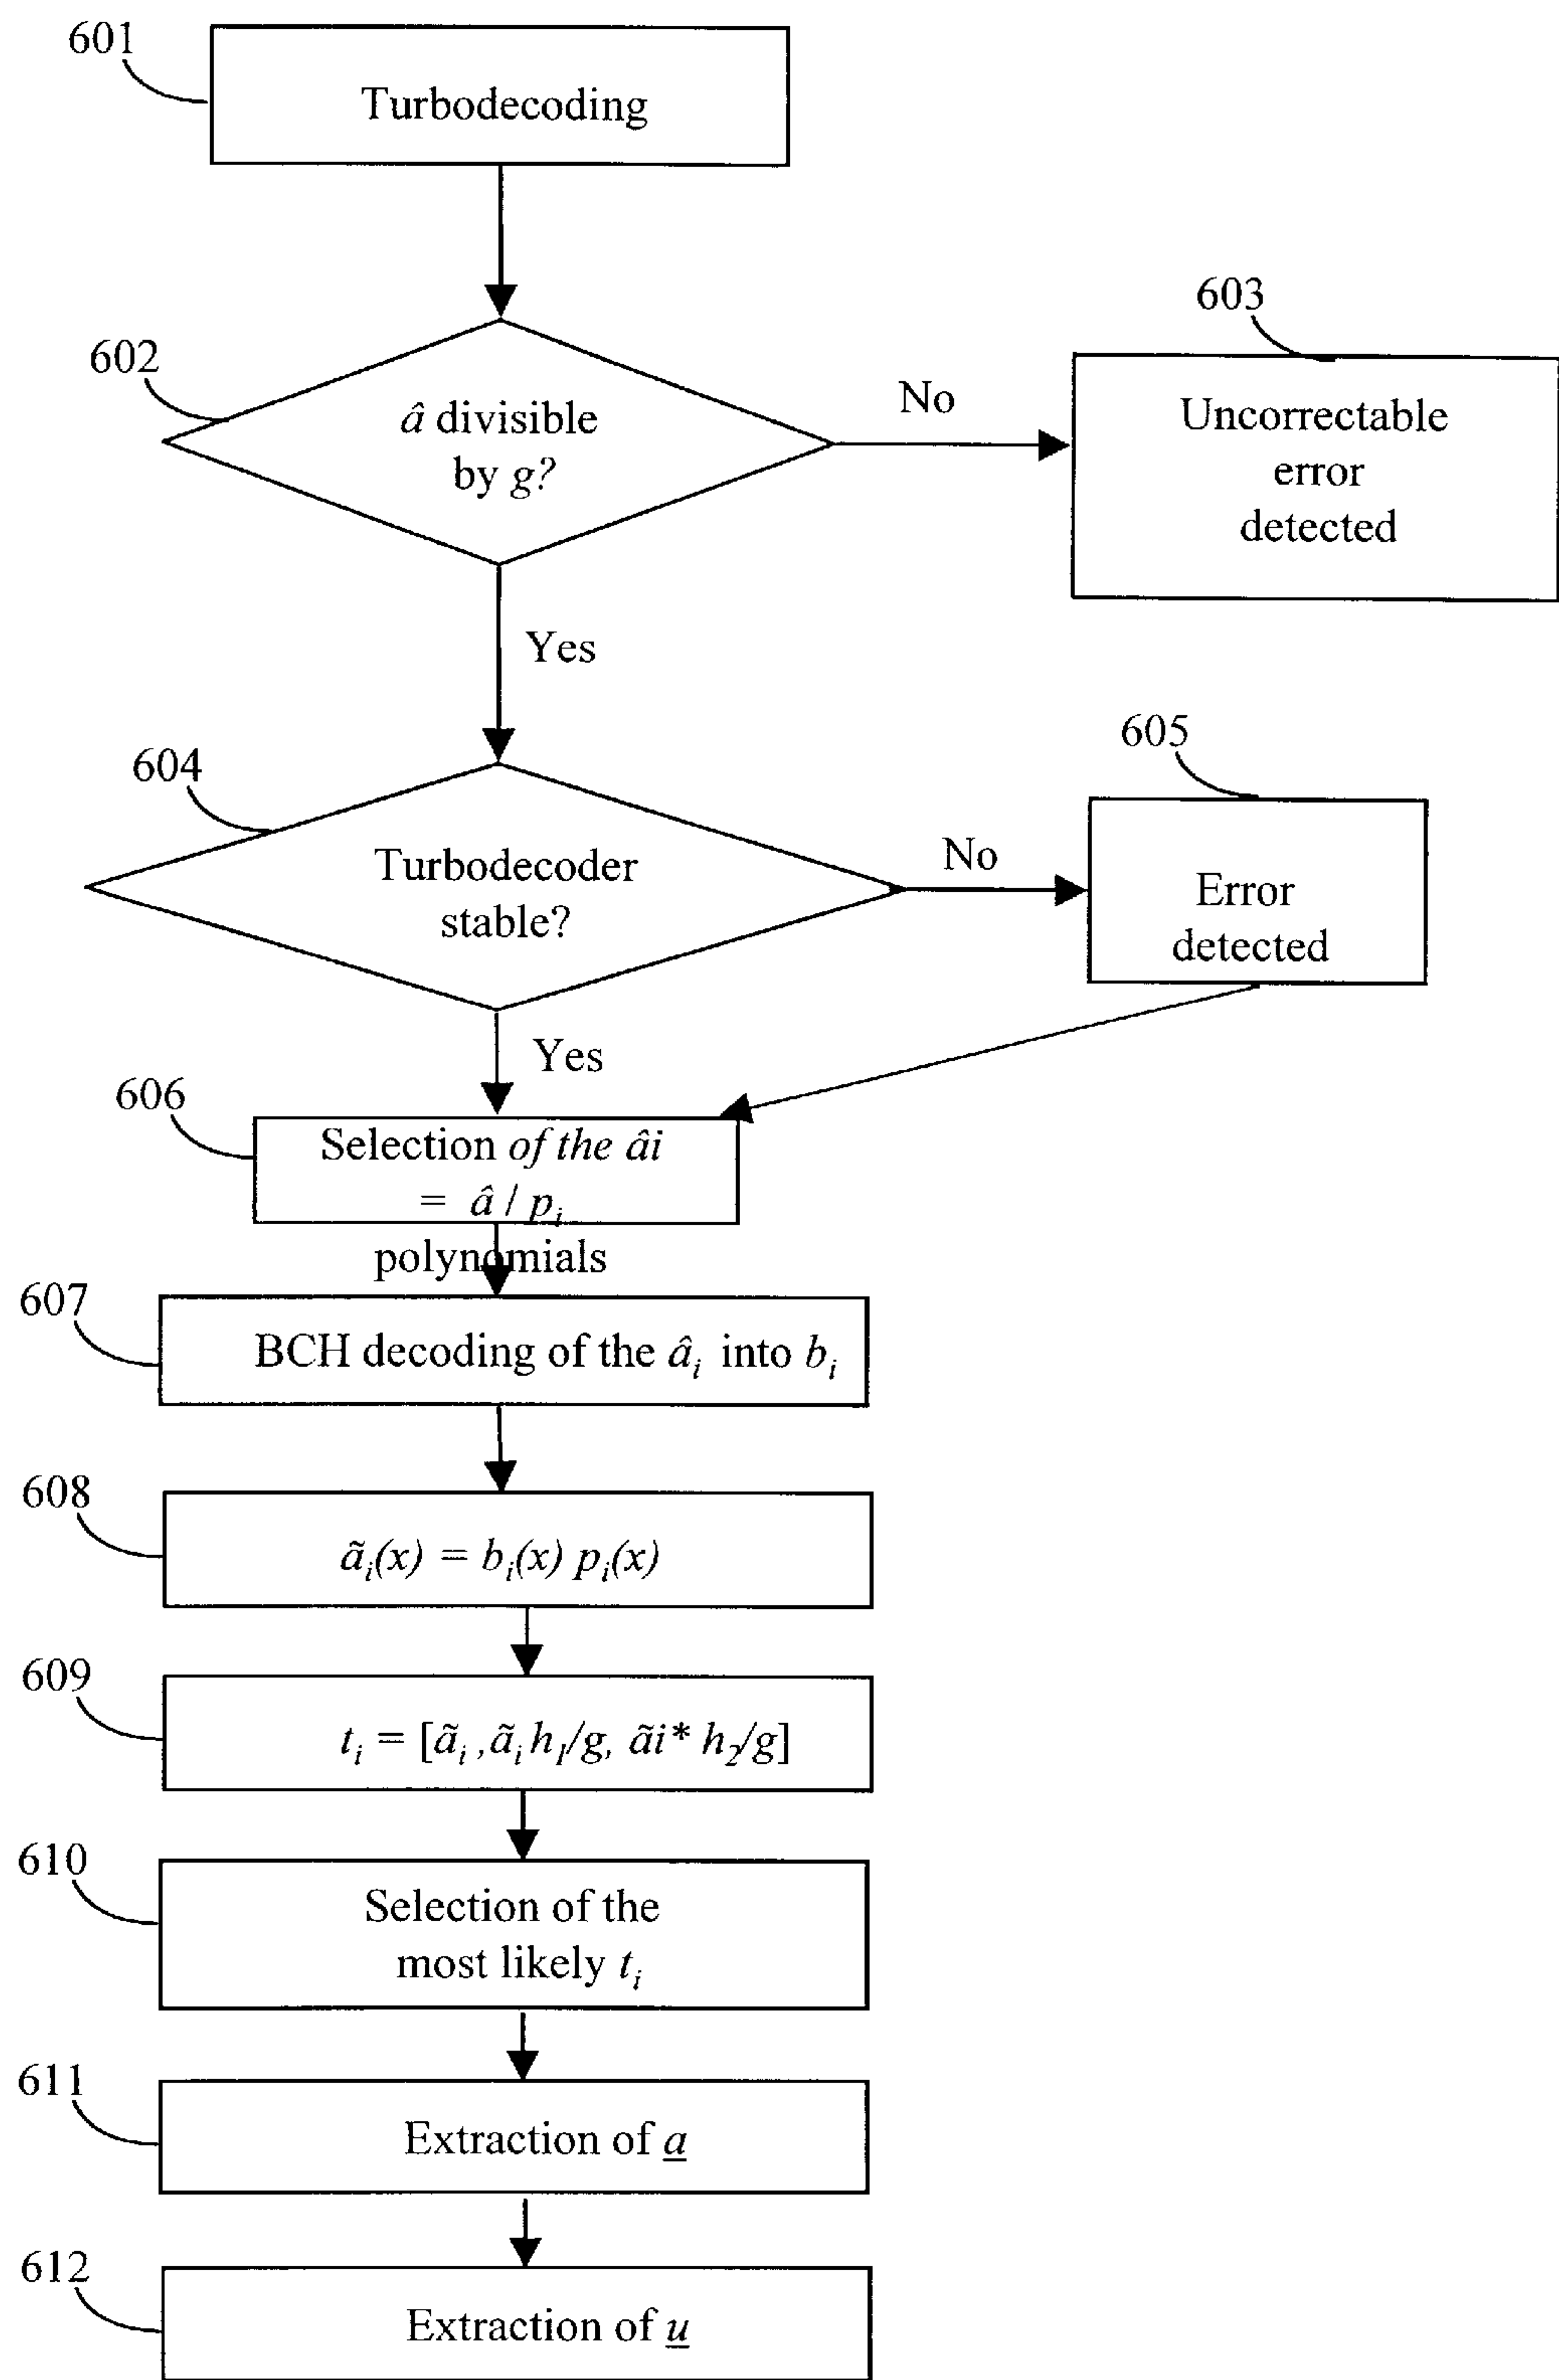 601
Turbodecoding
602
â divisible
by g?
No
603
Uncorrectable
error
detected
Yes
604
Turbodecoder
stable?
No
605
Error
detected
Yes
606
Selection of the âi
= â / pᵢ
polynomials
607
BCH decoding of the âᵢ into bᵢ
608
ãᵢ(x) = bᵢ(x) pᵢ(x)
609
tᵢ = [ãᵢ ,ãᵢ h₁/g, ãi* h₂/g]
610
Selection of the
most likely tᵢ
611
Extraction of a
612
Extraction of u